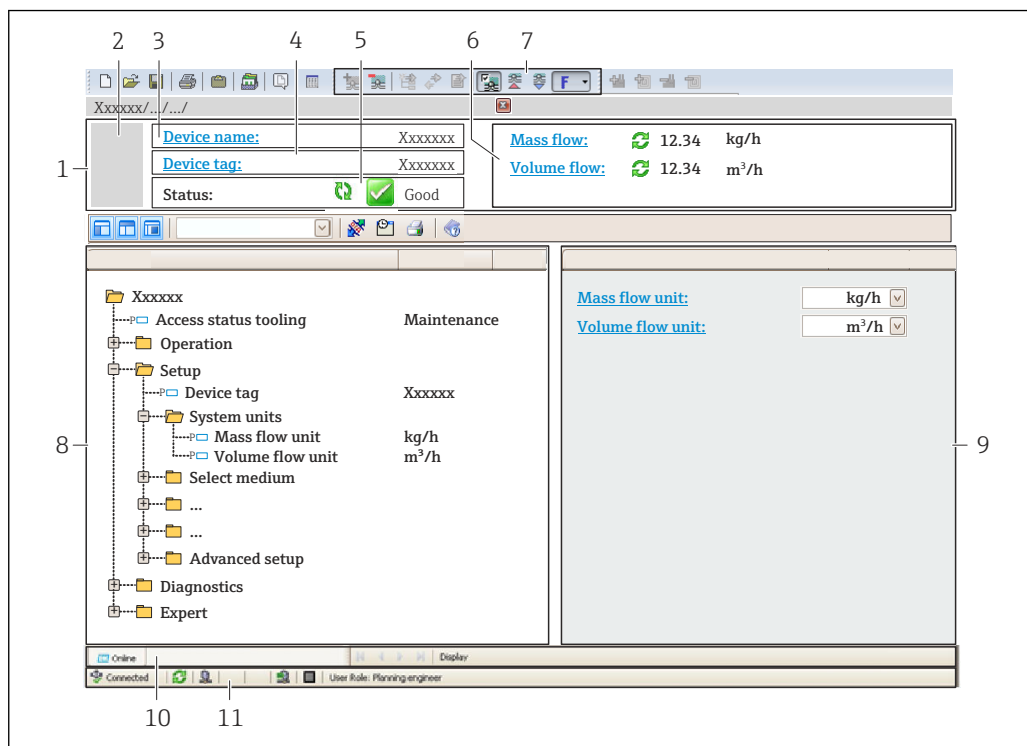 2 3 4 5 6 7
F
Xxxxxx/.../.../
1
Device name: Xxxxxxx
Device tag: Xxxxxxx
Status: Good
Mass flow: 12.34 kg/h
Volume flow: 12.34 m³/h
Xxxxxx
Access status tooling Maintenance
Operation
Setup
Device tag Xxxxxx
System units
Mass flow unit kg/h
Volume flow unit m³/h
Select medium
...
...
Advanced setup
Diagnostics
Expert
8
Mass flow unit: kg/h
Volume flow unit: m³/h
9
Online Display
Connected User Role: Planning engineer
10 11